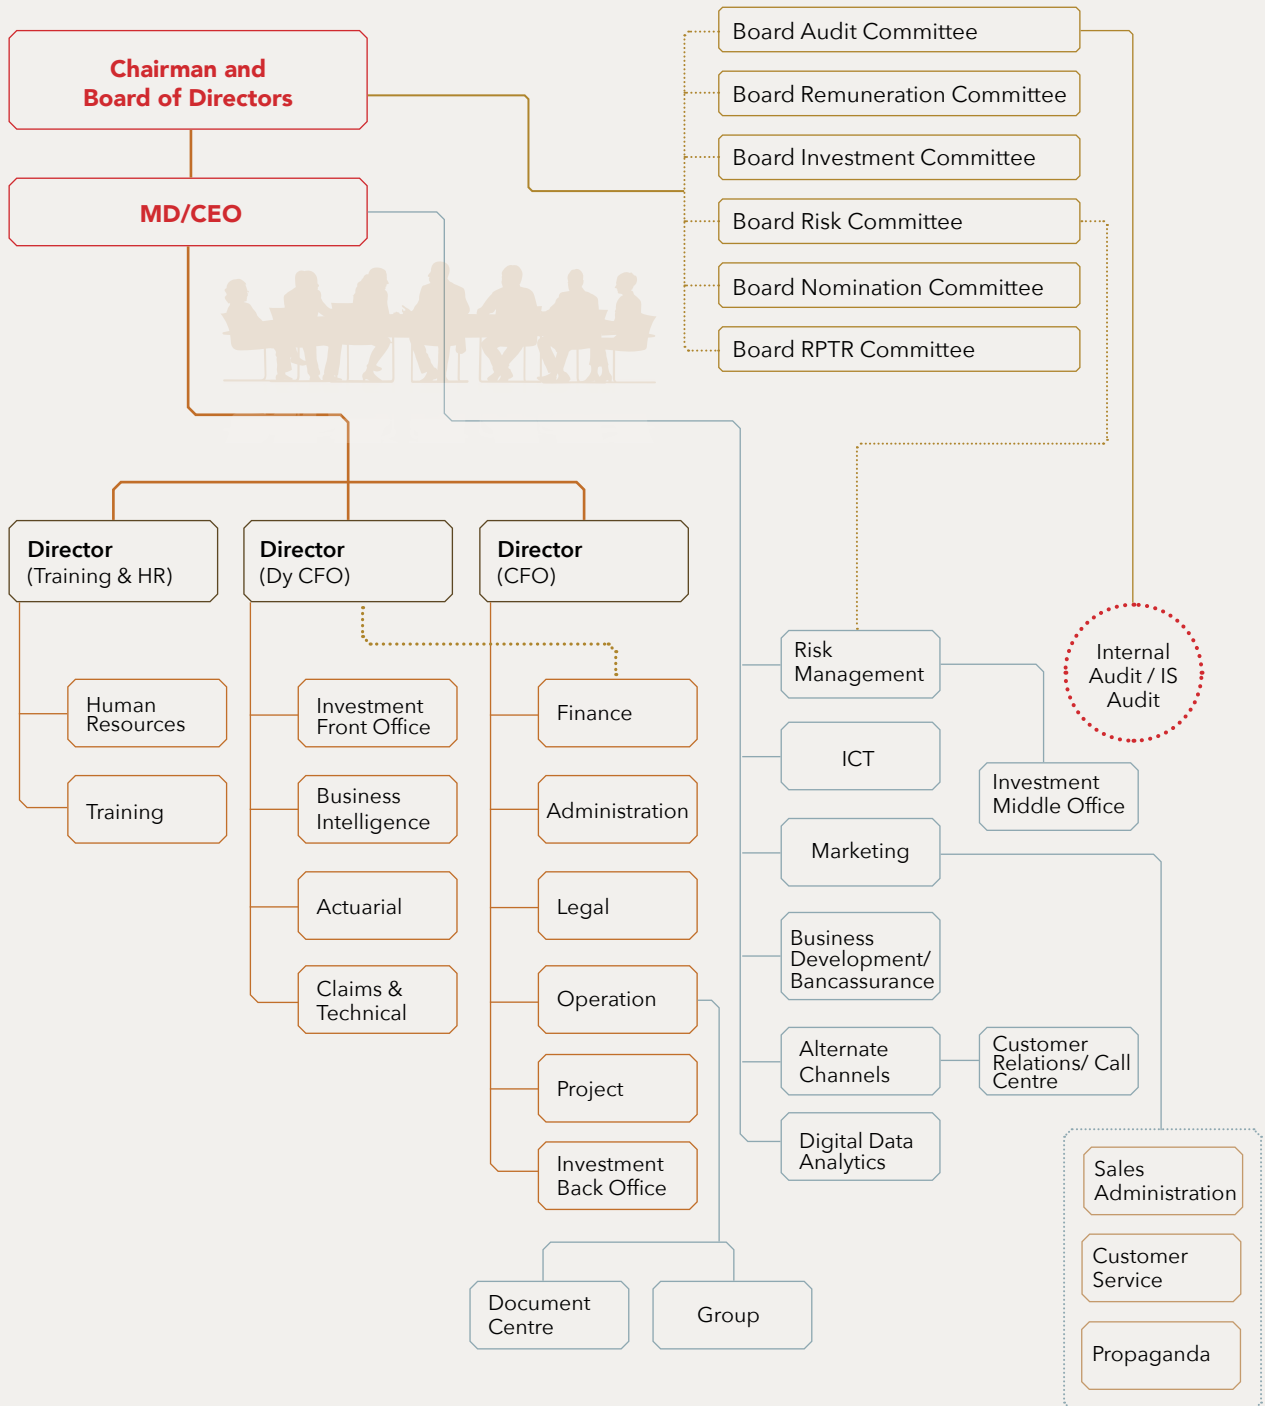 Chairman and
Board of Directors
MD/CEO
Board Audit Committee
Board Remuneration Committee
Board Investment Committee
Board Risk Committee
Board Nomination Committee
Board RPTR Committee
Director
(Training & HR)
Director
(Dy CFO)
Director
(CFO)
Human
Resources
Training
Investment
Front Office
Business
Intelligence
Actuarial
Claims &
Technical
Finance
Administration
Legal
Operation
Project
Investment
Back Office
Document
Centre
Group
Risk
Management
ICT
Marketing
Business
Development/
Bancassurance
Alternate
Channels
Digital Data
Analytics
Internal
Audit / IS
Audit
Investment
Middle Office
Customer
Relations/ Call
Centre
Sales
Administration
Customer
Service
Propaganda